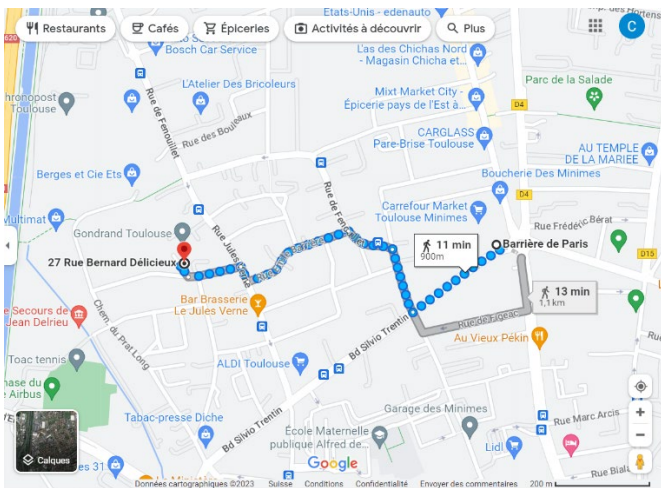 Restaurants
Cafés
Épiceries
Activités à découvrir
Plus
C
États-Unis - edenauto
Bosch Car Service
L'as des Chichas Nord
- Magasin Chicha et...
Parc de la Salade
L'Atelier Des Bricoleurs
Mixt Market City -
Épicerie pays de l'Est à...
D4
Toulouse
Rue de Fenouillet
Rue des Bouleaux
CARGLASS
Pare-Brise Toulouse
AU TEMPLE
DE LA MARIEE
Berges et Cie Ets
Boucherie Des Minimes
D4
Carrefour Market
Toulouse Minimes
Multimat
Rue Frédéric Bérat
Gondrand Toulouse
11 min
900m
Barrière de Paris
D15
27 Rue Bernard Délicieux
13 min
1,1 km
Secours de
Jean Delrieu
Chem. du Prat Long
Bar Brasserie
Le Jules Verne
Rue de Figeac
Bd Silvio Trentin
Au Vieux Pékin
Toac tennis
ALDI Toulouse
Airbus
Tabac-presse Diche
Garage des Minimes
Rue Marc Arcis
Bd Silvio Trentin
École Maternelle
publique Alfred de...
Lidl
Calques
Google
Données cartographiques ©2023
Suisse
Conditions
Confidentialité
Envoyer des commentaires
200 m